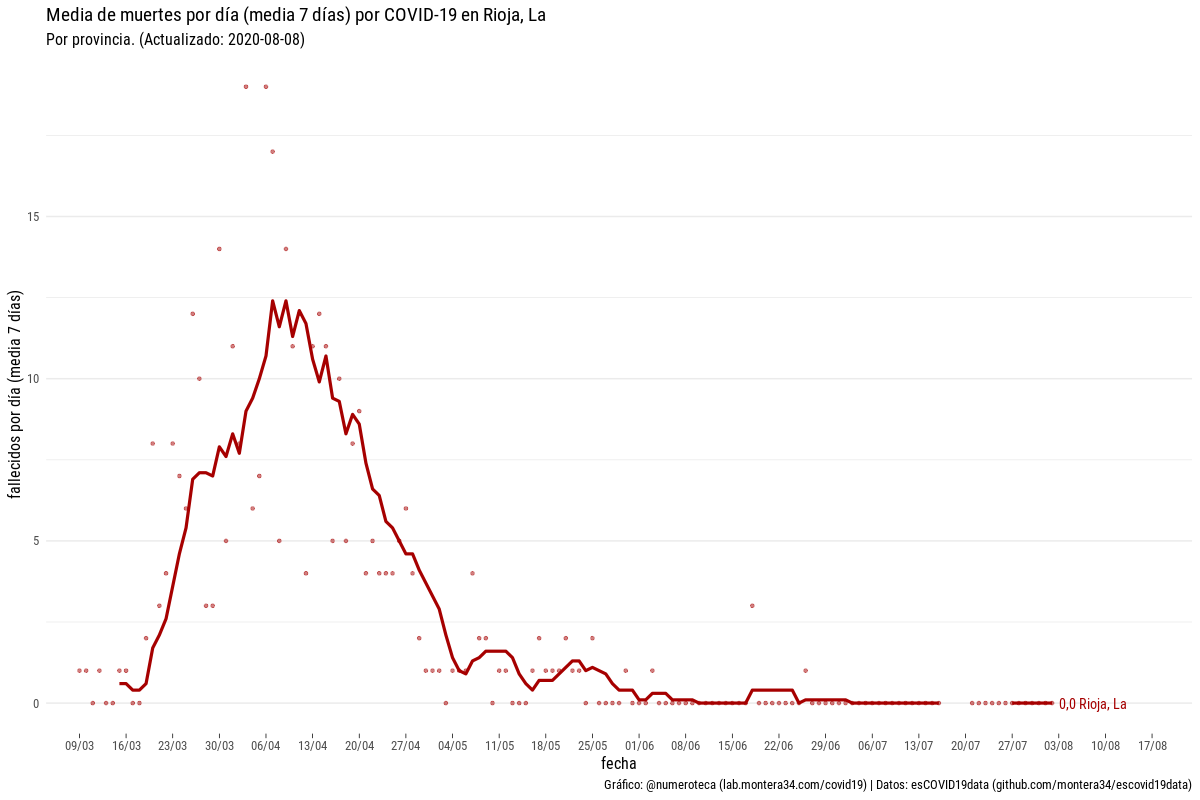 Media de muertes por día (media 7 días) por COVID-19 en Rioja, La
Por provincia. (Actualizado: 2020-08-08)
fallecidos por día (media 7 días)
15
10
5
0
0,0 Rioja, La
09/03 16/03 23/03 30/03 06/04 13/04 20/04 27/04 04/05 11/05 18/05 25/05 01/06 08/06 15/06 22/06 29/06 06/07 13/07 20/07 27/07 03/08 10/08 17/08
fecha
Gráfico: @numeroteca (lab.montera34.com/covid19) | Datos: esCOVID19data (github.com/montera34/escovid19data)